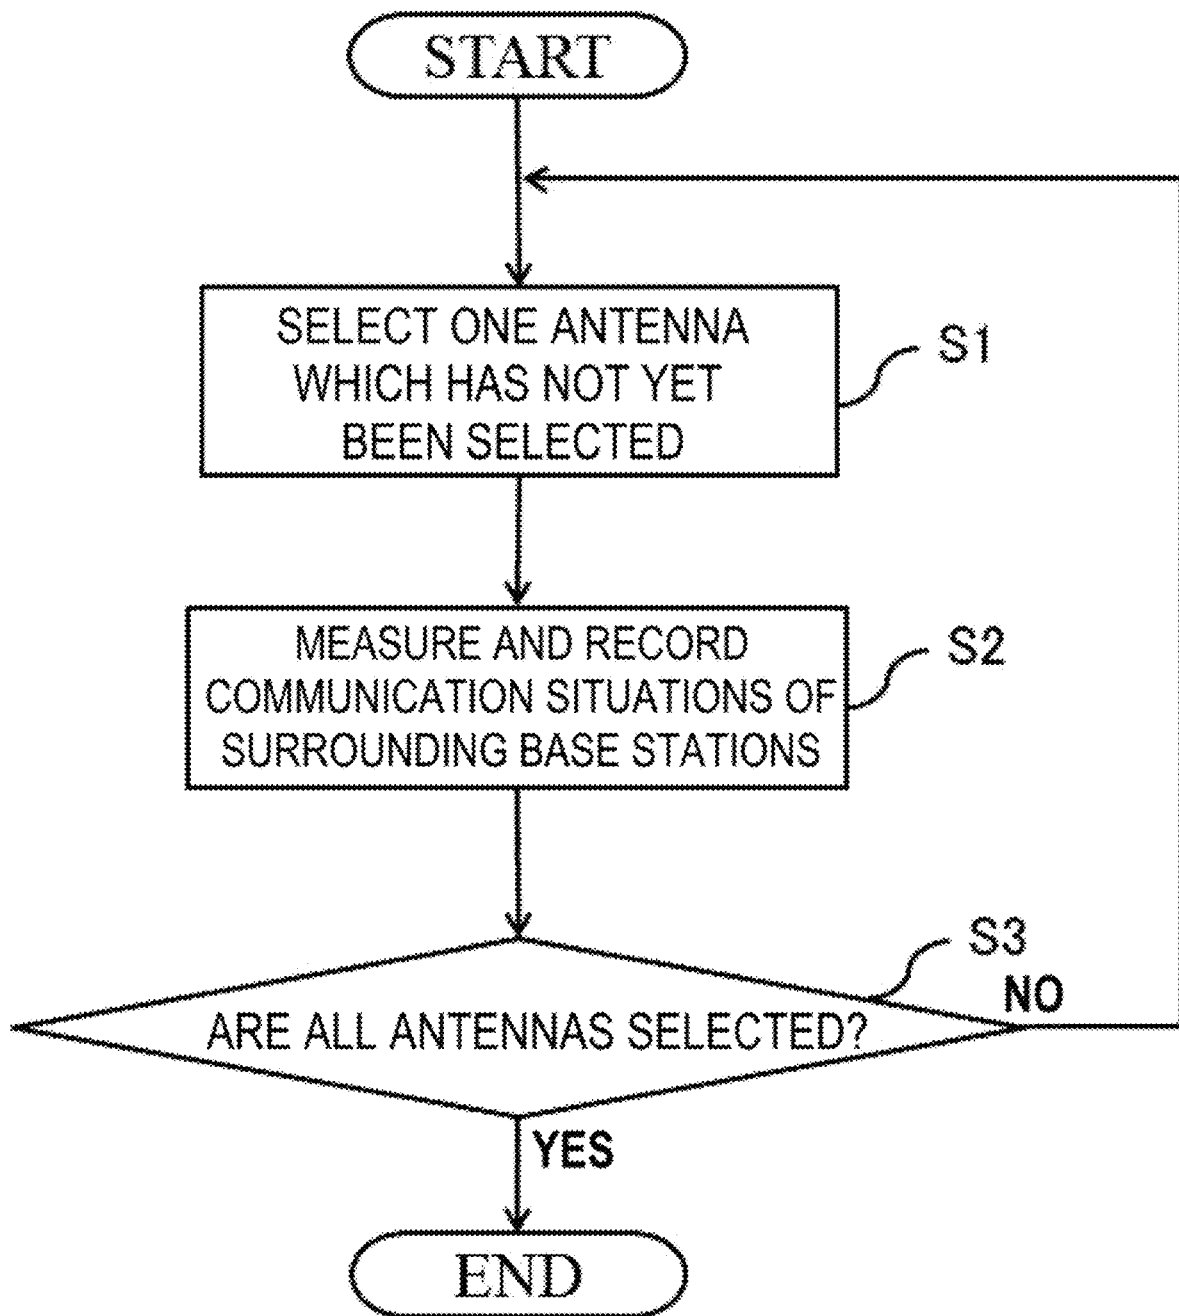 START
SELECT ONE ANTENNA
WHICH HAS NOT YET
BEEN SELECTED
S1
MEASURE AND RECORD
COMMUNICATION SITUATIONS OF
SURROUNDING BASE STATIONS
S2
ARE ALL ANTENNAS SELECTED?
S3
NO
YES
END